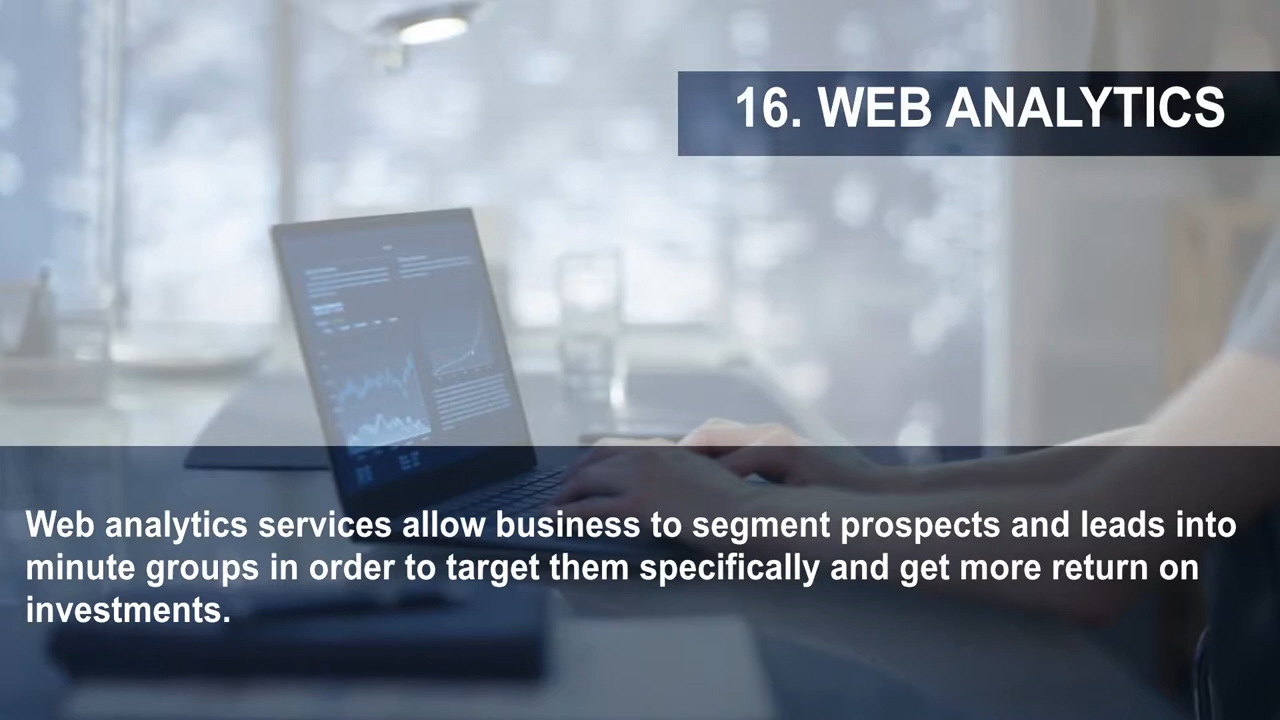 16. WEB ANALYTICS
Web analytics services allow business to segment prospects and leads into
minute groups in order to target them specifically and get more return on
investments.